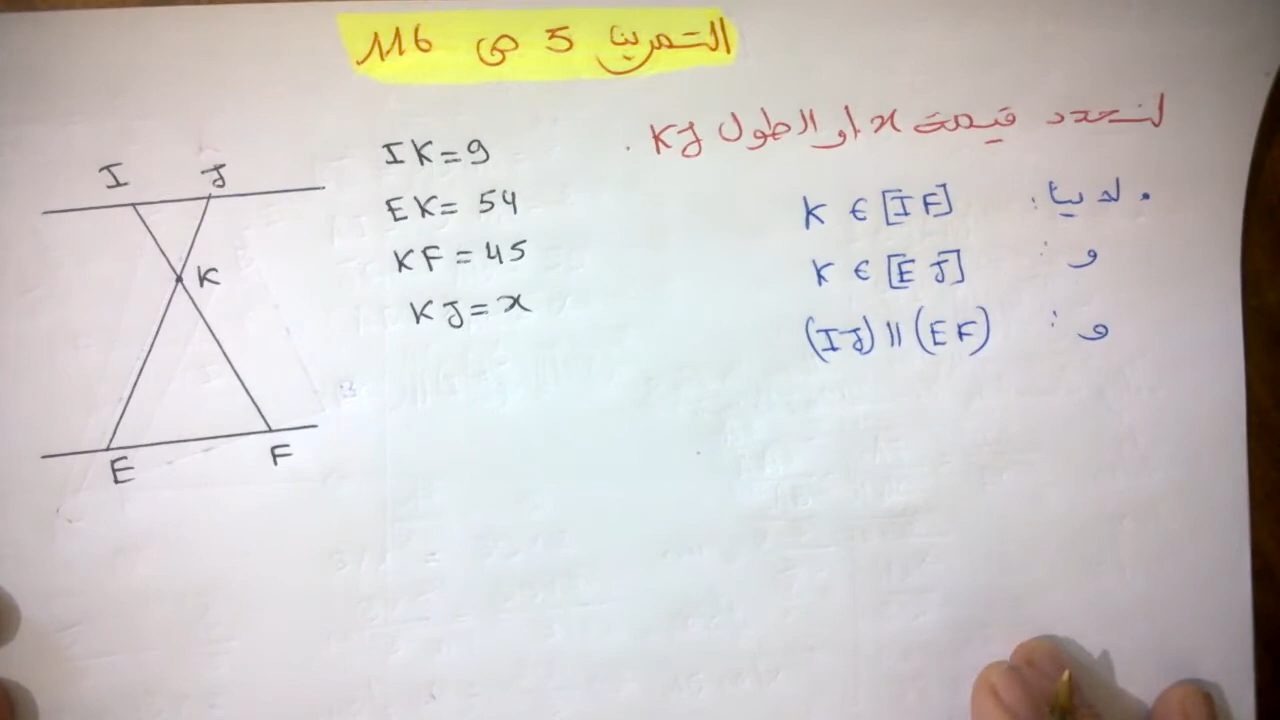 التمرين 5 ص 116
لنحدد قيمة x او الطول KJ .
I J
K
E F
IK = 9
EK = 54
KF = 45
KJ = x
• لدينا : K ∈ [IF]
و : K ∈ [EJ]
و : (IJ) // (EF)